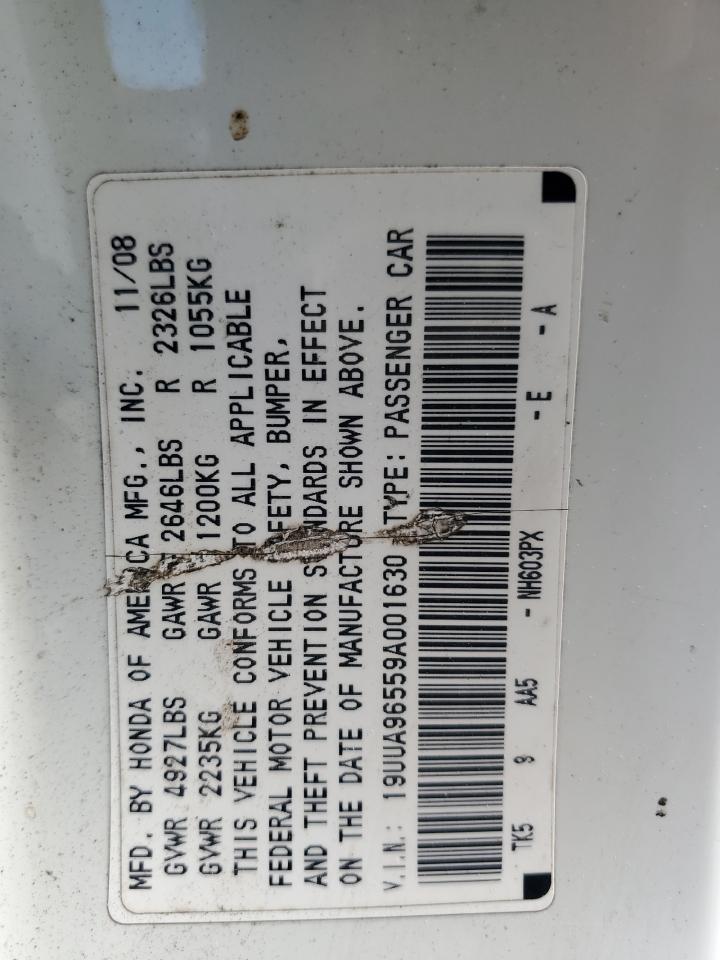 MFD. BY HONDA OF AMERICA MFG., INC. 11/08
GVWR 4927LBS GAWR 2646LBS R 2326LBS
GVWR 2235KG GAWR 1200KG R 1055KG
THIS VEHICLE CONFORMS TO ALL APPLICABLE
FEDERAL MOTOR VEHICLE SAFETY, BUMPER,
AND THEFT PREVENTION STANDARDS IN EFFECT
ON THE DATE OF MANUFACTURE SHOWN ABOVE.
V.I.N.: 19UUA96559A001630 TYPE: PASSENGER CAR
TK5 9 AA5 - NH603PX - E - A